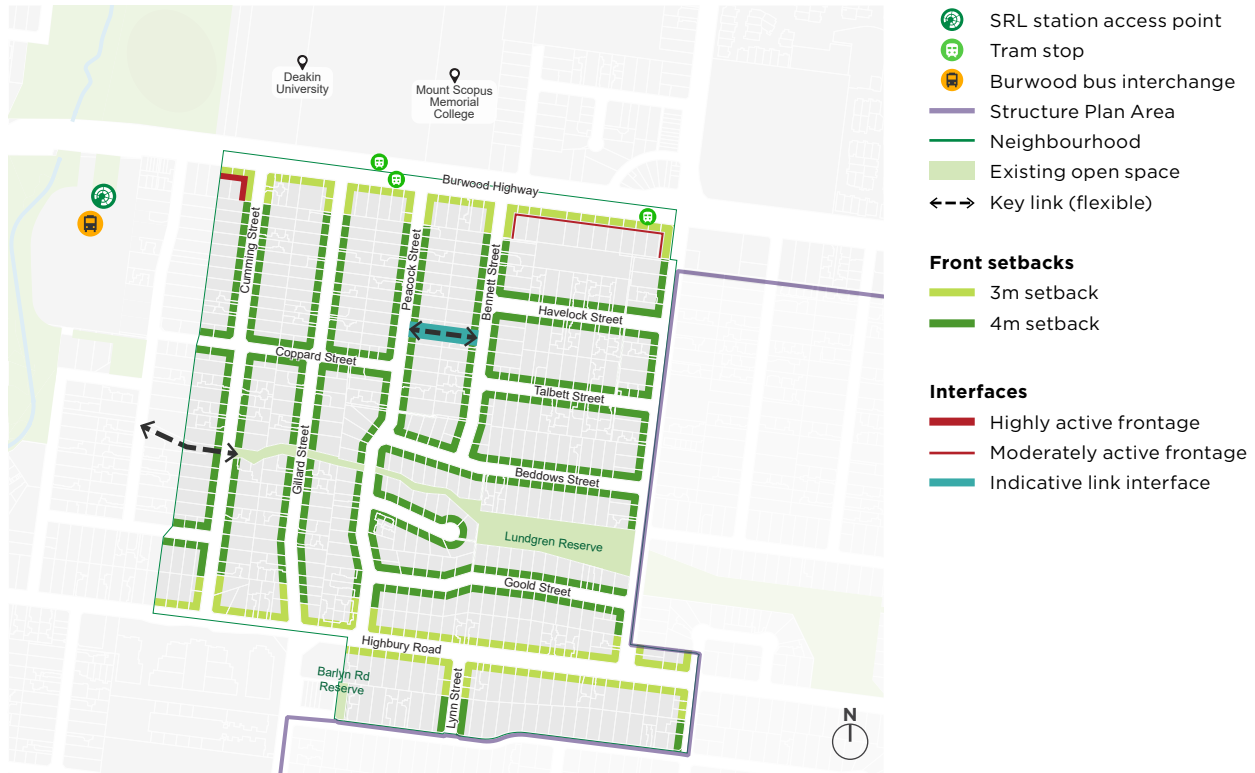 Deakin
University
Mount Scopus
Memorial
College
Burwood Highway
Cumming Street
Peacock Street
Bennett Street
Havelock Street
Coppard Street
Talbett Street
Gillard Street
Beddows Street
Lundgren Reserve
Goold Street
Highbury Road
Barlyn Rd
Reserve
Lynn Street
N
SRL station access point
Tram stop
Burwood bus interchange
Structure Plan Area
Neighbourhood
Existing open space
Key link (flexible)
Front setbacks
3m setback
4m setback
Interfaces
Highly active frontage
Moderately active frontage
Indicative link interface